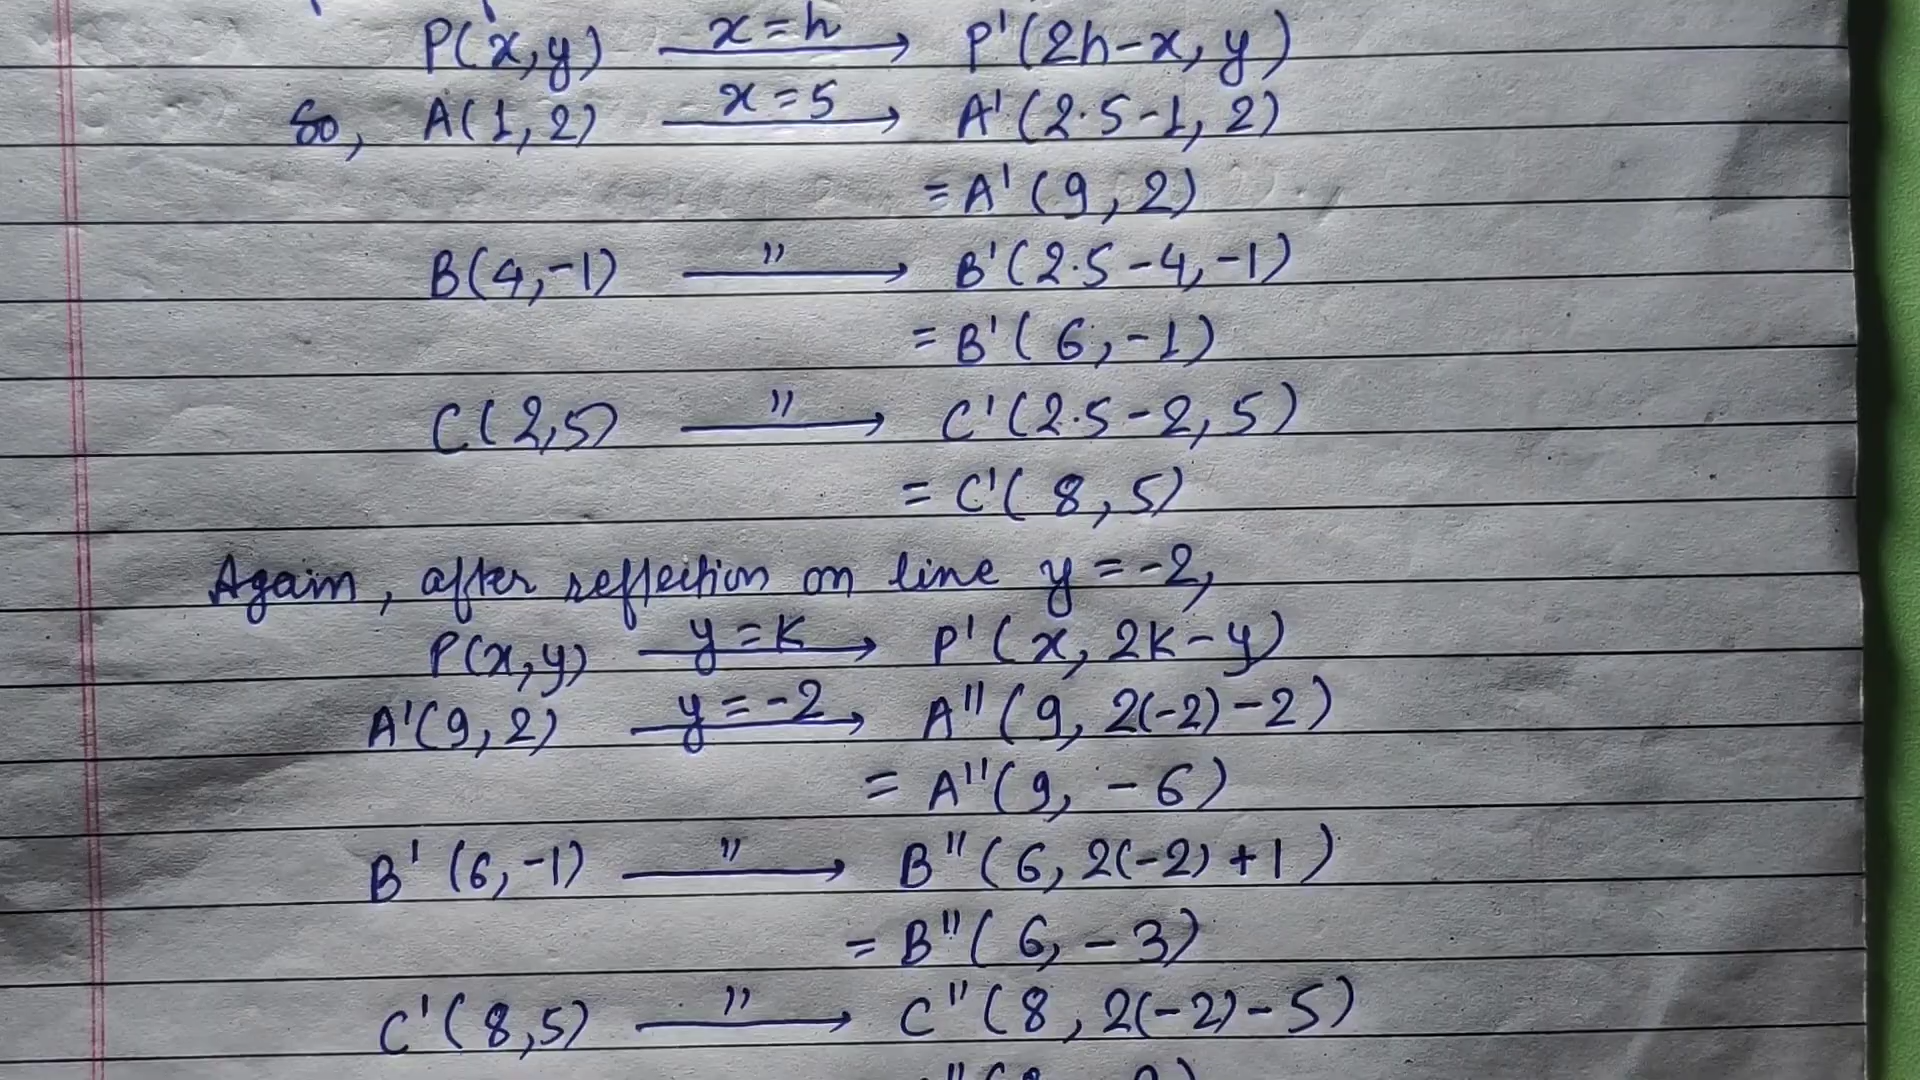 P(x,y) x=h → P'(2h-x, y)
So, A(1,2) x=5 → A'(2·5-1, 2)
= A'(9,2)
B(4,-1) " → B'(2·5-4,-1)
= B'(6,-1)
C(2,5) " → C'(2·5-2,5)
= C'(8,5)
Again, after reflection on line y=-2,
P(x,y) y=k → P'(x, 2k-y)
A'(9,2) y=-2 → A"(9, 2(-2)-2)
= A"(9, -6)
B'(6,-1) " → B"(6, 2(-2)+1)
= B"(6,-3)
C'(8,5) " → C"(8, 2(-2)-5)